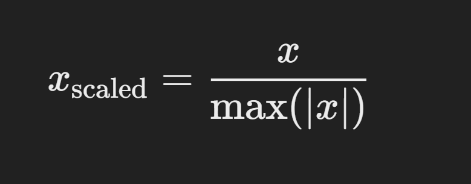 x_scaled = x / max(|x|)